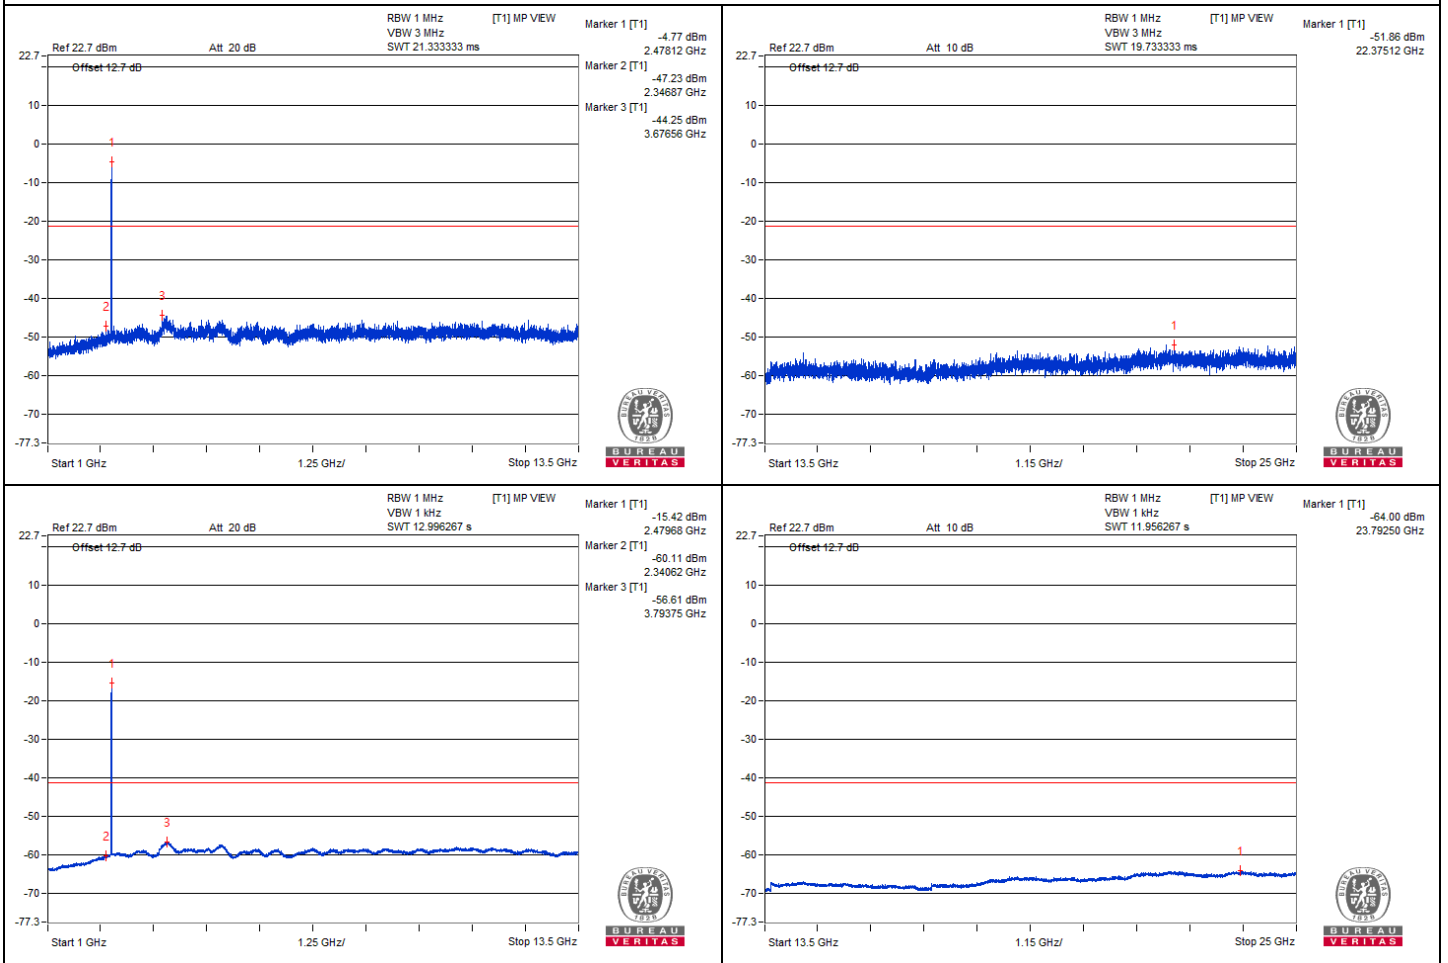 RBW 1 MHz [T1] MP VIEW
VBW 3 MHz
Ref 22.7 dBm Att 20 dB SWT 21.333333 ms
Marker 1 [T1]
-4.77 dBm
2.47812 GHz
Marker 2 [T1]
-47.23 dBm
2.34687 GHz
Marker 3 [T1]
-44.25 dBm
3.67656 GHz
22.7
Offset 12.7 dB
10
0
-10
-20
-30
-40
-50
-60
-70
-77.3
1
2
3
Start 1 GHz 1.25 GHz/ Stop 13.5 GHz
BUREAU VERITAS
1828
BUREAU
VERITAS
RBW 1 MHz [T1] MP VIEW
VBW 3 MHz
Ref 22.7 dBm Att 10 dB SWT 19.733333 ms
Marker 1 [T1]
-51.86 dBm
22.37512 GHz
22.7
Offset 12.7 dB
10
0
-10
-20
-30
-40
-50
-60
-70
-77.3
1
Start 13.5 GHz 1.15 GHz/ Stop 25 GHz
BUREAU VERITAS
1828
BUREAU
VERITAS
RBW 1 MHz [T1] MP VIEW
VBW 1 kHz
Ref 22.7 dBm Att 20 dB SWT 12.996267 s
Marker 1 [T1]
-15.42 dBm
2.47968 GHz
Marker 2 [T1]
-60.11 dBm
2.34062 GHz
Marker 3 [T1]
-56.61 dBm
3.79375 GHz
22.7
Offset 12.7 dB
10
0
-10
-20
-30
-40
-50
-60
-70
-77.3
1
2
3
Start 1 GHz 1.25 GHz/ Stop 13.5 GHz
BUREAU VERITAS
1828
BUREAU
VERITAS
RBW 1 MHz [T1] MP VIEW
VBW 1 kHz
Ref 22.7 dBm Att 10 dB SWT 11.956267 s
Marker 1 [T1]
-64.00 dBm
23.79250 GHz
22.7
Offset 12.7 dB
10
0
-10
-20
-30
-40
-50
-60
-70
-77.3
1
Start 13.5 GHz 1.15 GHz/ Stop 25 GHz
BUREAU VERITAS
1828
BUREAU
VERITAS